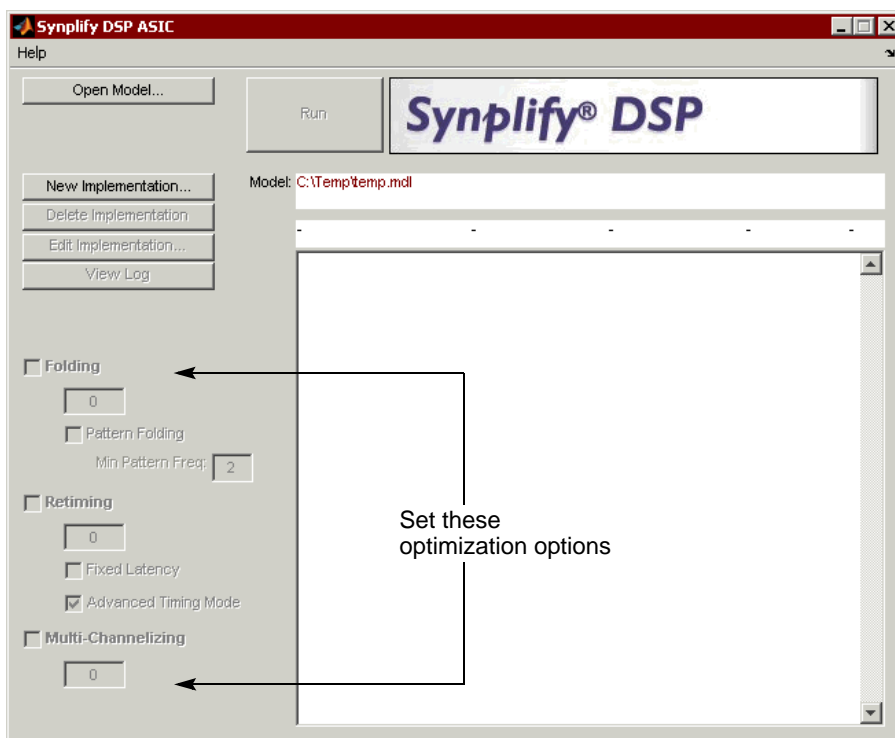 Synplify DSP ASIC
Help
Open Model...
Run
Synplify® DSP
New Implementation...
Model: C:\Temp\temp.mdl
Delete Implementation
- - - - -
Edit Implementation...
View Log
Folding
0
Pattern Folding
Min Pattern Freq: 2
Retiming
0
Set these
optimization options
Fixed Latency
Advanced Timing Mode
Multi-Channelizing
0